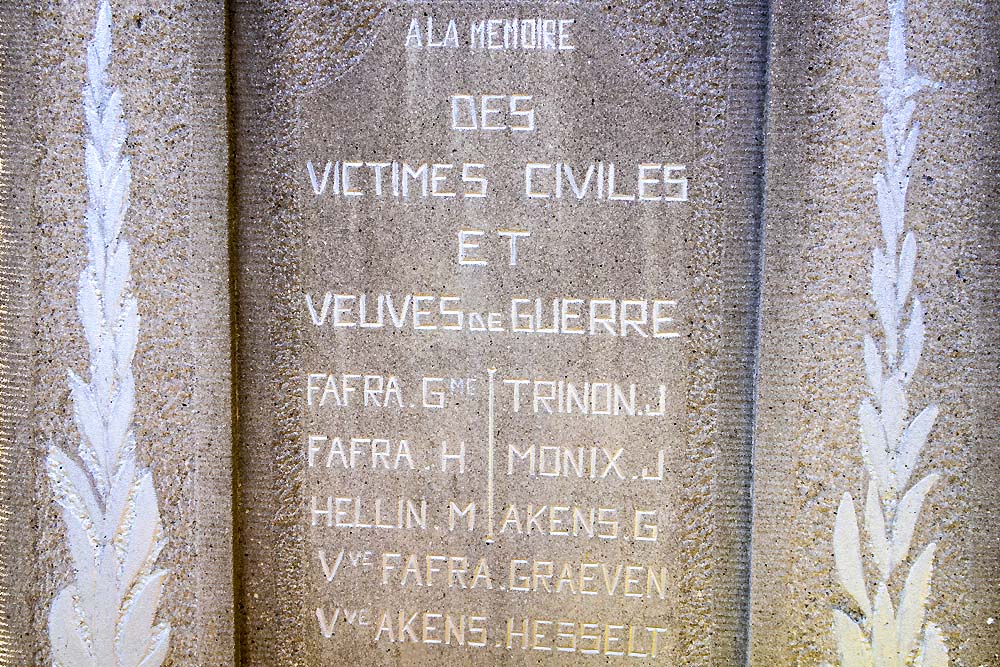 A LA MEMOIRE
DES
VICTIMES CIVILES
ET
VEUVES DE GUERRE
FAFRA. Gme TRINON.J
FAFRA. H MONIX.J
HELLIN. M AKENS.G
Vve FAFRA. GRAEVEN
Vve AKENS. HESSELT